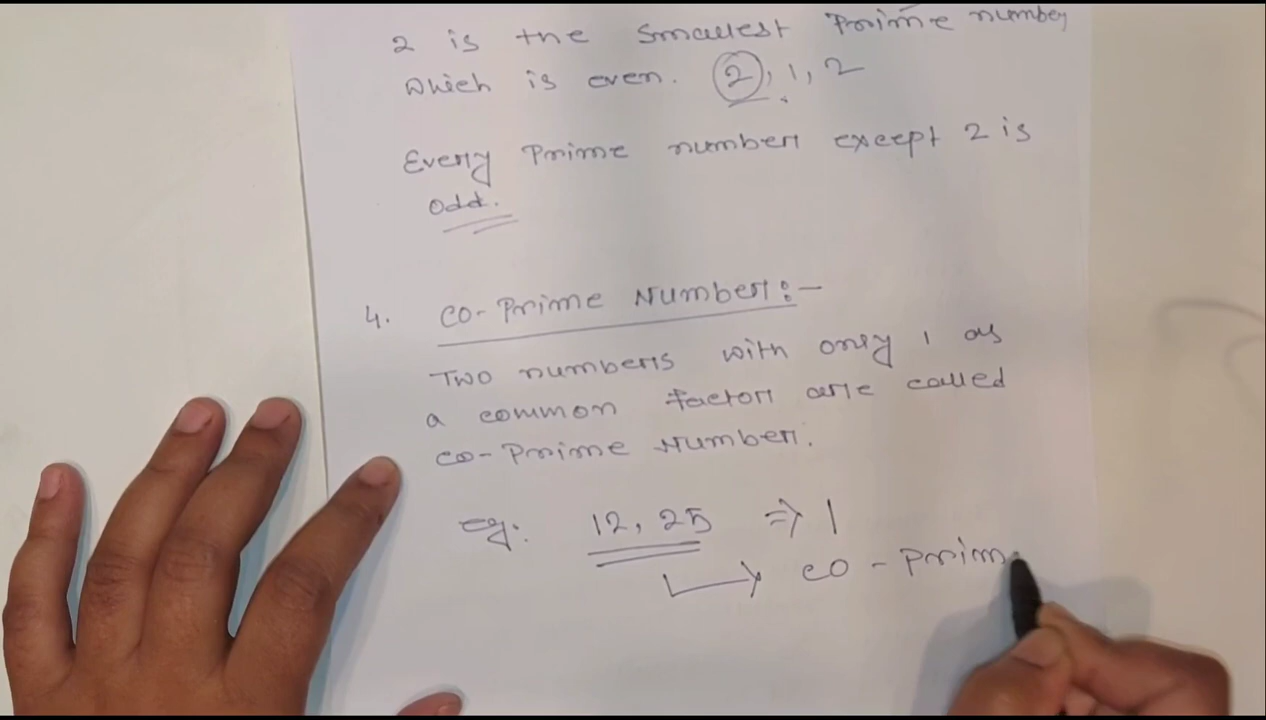 2 is the smallest Prime number
which is even. 2, 1, 2
Every Prime number except 2 is
odd.
4. CO-Prime Number:-
Two numbers with only 1 as
a common factor are called
co-Prime Number.
eg. 12, 25 => 1
co-prim